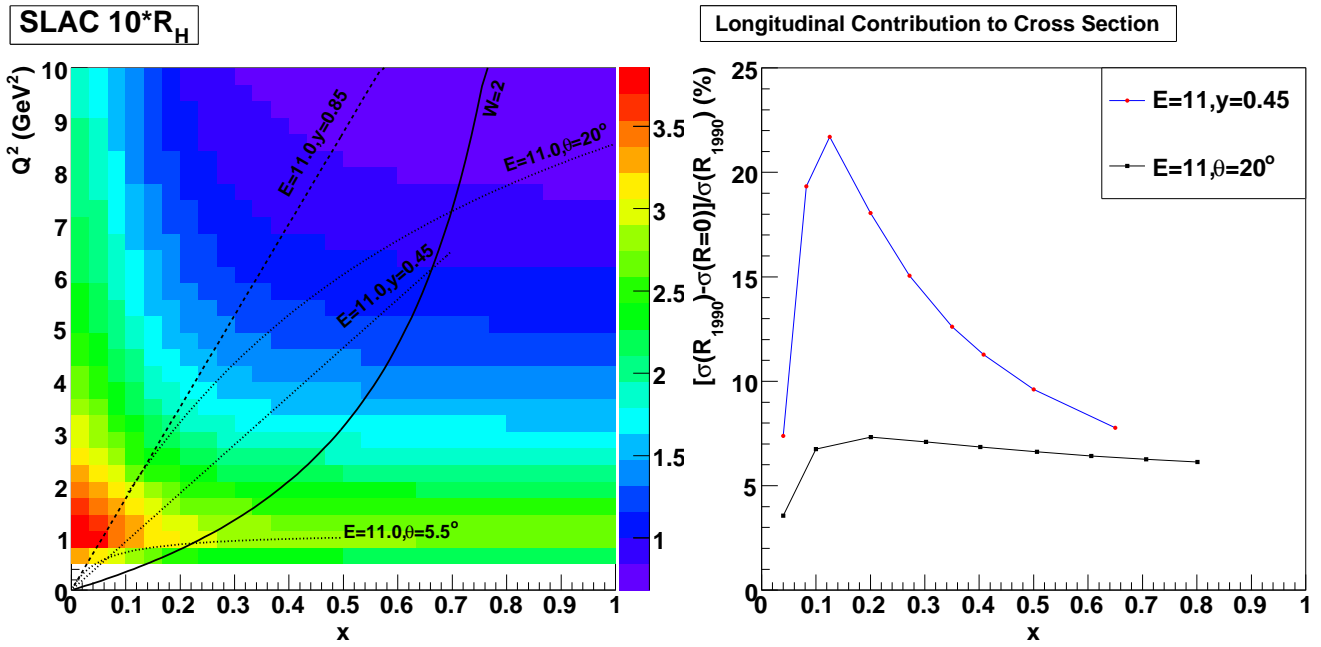 SLAC 10*R_H
Q² (GeV²)
10
9
8
7
6
5
4
3
2
1
0
0 0.1 0.2 0.3 0.4 0.5 0.6 0.7 0.8 0.9 1
x
E=11.0,y=0.85
W=2
E=11.0,θ=20°
E=11.0,y=0.45
E=11.0,θ=5.5°
3.5
3
2.5
2
1.5
1
Longitudinal Contribution to Cross Section
[σ(R_1990)-σ(R=0)]/σ(R_1990) (%)
25
20
15
10
5
0
0 0.1 0.2 0.3 0.4 0.5 0.6 0.7 0.8 0.9 1
x
E=11,y=0.45
E=11,θ=20°